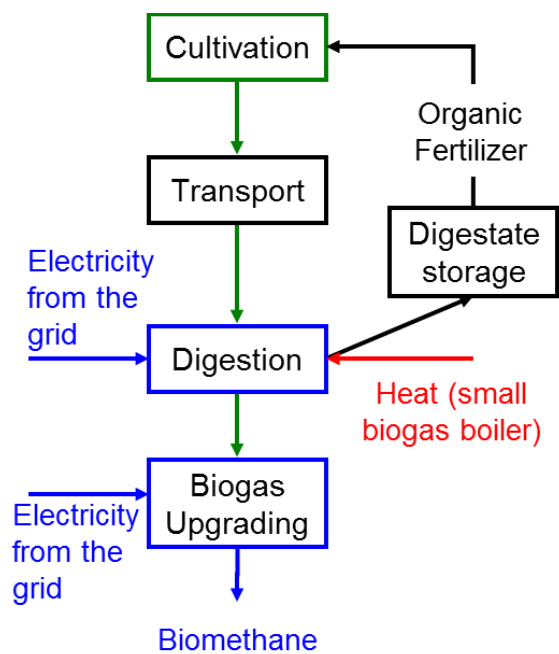 Cultivation
Organic
Fertilizer
Transport
Digestate
storage
Electricity
from the
grid
Digestion
Heat (small
biogas boiler)
Biogas
Upgrading
Electricity
from the
grid
Biomethane